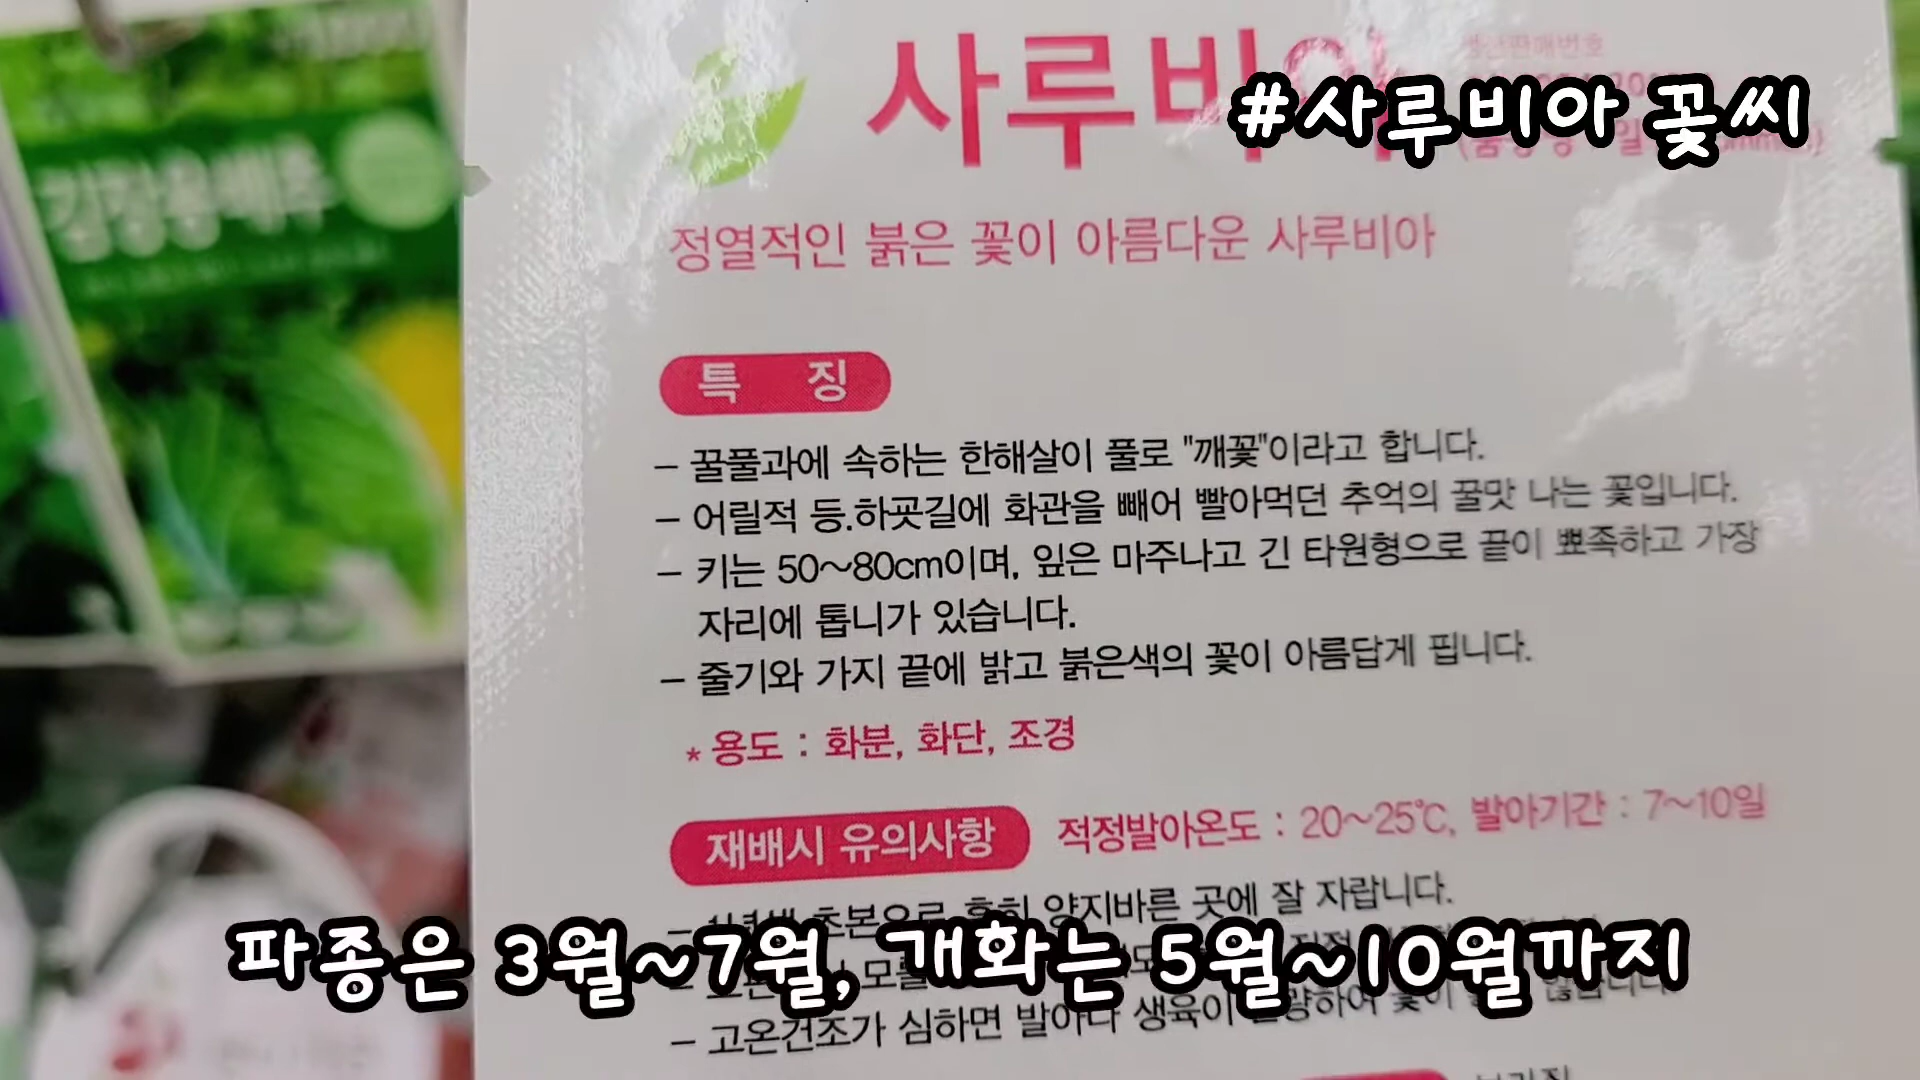 사루비아
#사루비아 꽃씨
정열적인 붉은 꽃이 아름다운 사루비아
김장용배추
특 징
– 꿀풀과에 속하는 한해살이 풀로 "깨꽃"이라고 합니다.
– 어릴적 등.하굣길에 화관을 빼어 빨아먹던 추억의 꿀맛 나는 꽃입니다.
– 키는 50~80cm이며, 잎은 마주나고 긴 타원형으로 끝이 뾰족하고 가장
자리에 톱니가 있습니다.
– 줄기와 가지 끝에 밝고 붉은색의 꽃이 아름답게 핍니다.
* 용도 : 화분, 화단, 조경
재배시 유의사항 적정발아온도 : 20~25℃, 발아기간 : 7~10일
초본으로 흔히 양지바른 곳에 잘 자랍니다.
파종은 3월~7월, 개화는 5월~10월까지
– 고온건조가 심하면 발아나 생육이